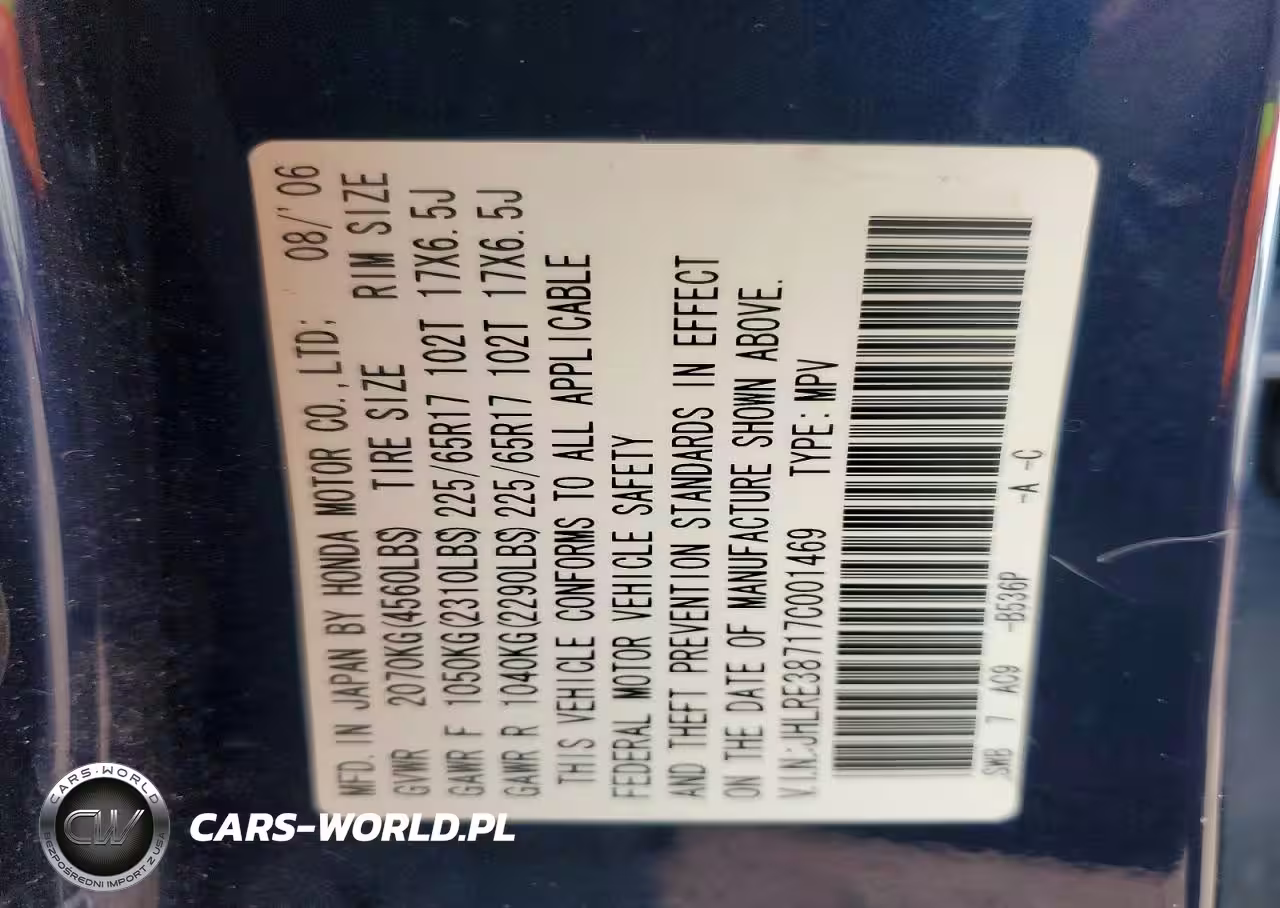 MFD. IN JAPAN BY HONDA MOTOR CO.,LTD: 08/'06
GVWR 2070KG(4560LBS) TIRE SIZE RIM SIZE
GAWR F 1050KG(2310LBS) 225/65R17 102T 17X6.5J
GAWR R 1040KG(2290LBS) 225/65R17 102T 17X6.5J
THIS VEHICLE CONFORMS TO ALL APPLICABLE
FEDERAL MOTOR VEHICLE SAFETY
AND THEFT PREVENTION STANDARDS IN EFFECT
ON THE DATE OF MANUFACTURE SHOWN ABOVE.
V.I.N.:JHLRE38717C001469 TYPE: MPV
SWB 7 AC9 -B536P -A -C
CARS-WORLD
CW
BEZPOŚREDNI IMPORT Z USA
CARS-WORLD.PL